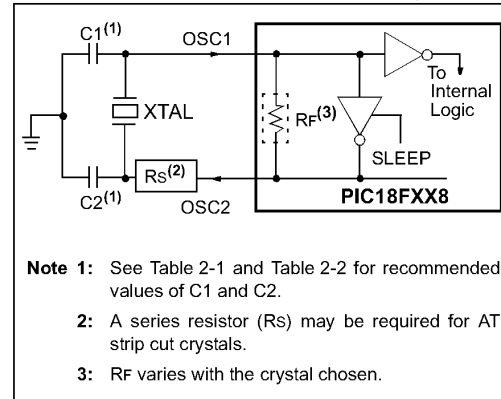 C1(1)
OSC1
To
Internal
Logic
XTAL
RF(3)
SLEEP
RS(2)
C2(1)
OSC2
PIC18FXX8
Note 1: See Table 2-1 and Table 2-2 for recommended
values of C1 and C2.
2: A series resistor (RS) may be required for AT
strip cut crystals.
3: RF varies with the crystal chosen.